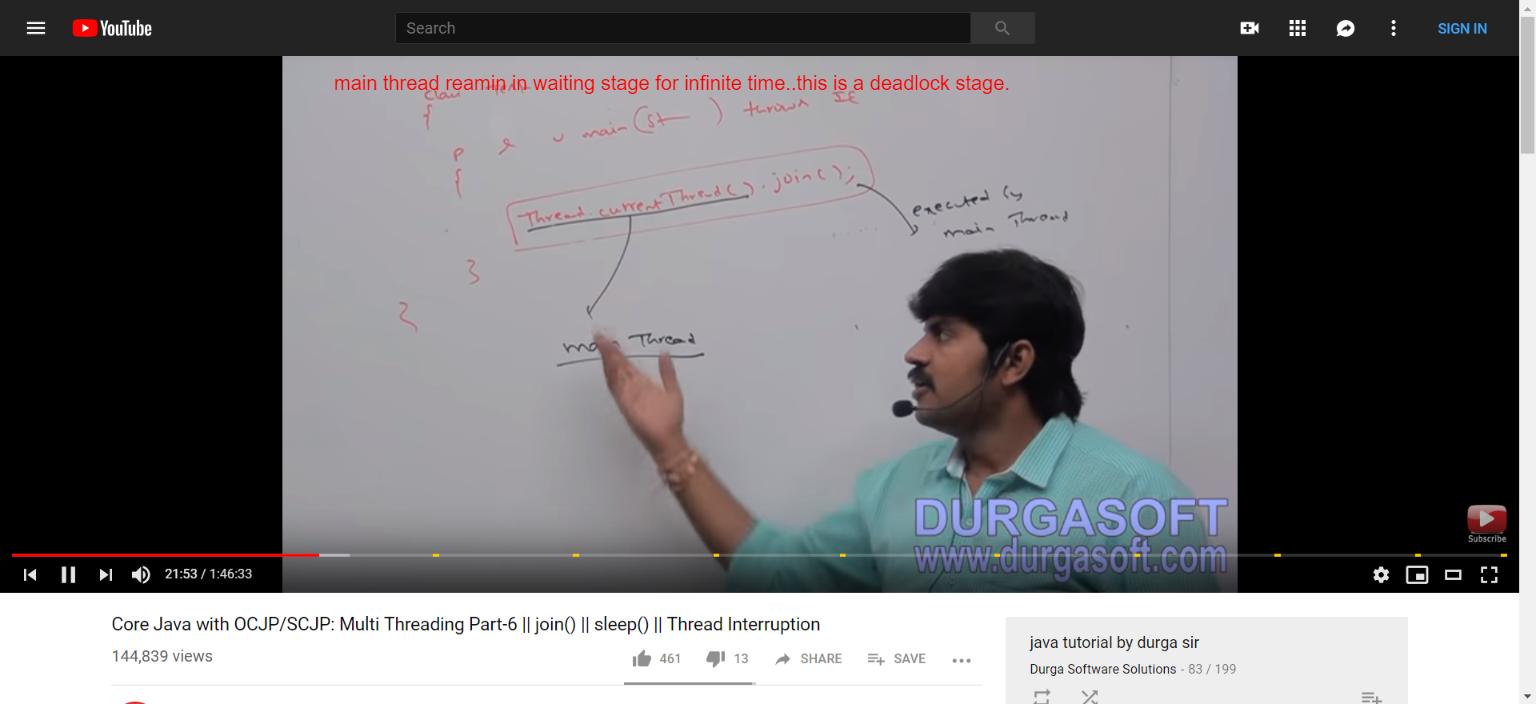 YouTube
Search
SIGN IN
main thread reamin in waiting stage for infinite time..this is a deadlock stage.
{
main(St ) throws IE
{
Thread.currentThread().join();
executed by
main Thread
}
}
main Thread
DURGASOFT
www.durgasoft.com
Subscribe
21:53 / 1:46:33
Core Java with OCJP/SCJP: Multi Threading Part-6 || join() || sleep() || Thread Interruption
144,839 views
461
13
SHARE
SAVE
java tutorial by durga sir
Durga Software Solutions - 83 / 199